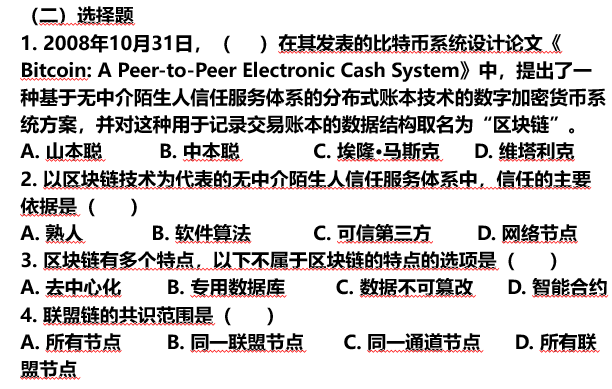 （二）选择题
1. 2008年10月31日，（   ）在其发表的比特币系统设计论文《
Bitcoin: A Peer-to-Peer Electronic Cash System》中，提出了一
种基于无中介陌生人信任服务体系的分布式账本技术的数字加密货币系
统方案，并对这种用于记录交易账本的数据结构取名为“区块链”。
A. 山本聪 B. 中本聪 C. 埃隆•马斯克 D. 维塔利克
2. 以区块链技术为代表的无中介陌生人信任服务体系中，信任的主要
依据是（   ）
A. 熟人 B. 软件算法 C. 可信第三方 D. 网络节点
3. 区块链有多个特点，以下不属于区块链的特点的选项是（   ）
A. 去中心化 B. 专用数据库 C. 数据不可篡改 D. 智能合约
4. 联盟链的共识范围是（   ）
A. 所有节点 B. 同一联盟节点 C. 同一通道节点 D. 所有联
盟节点